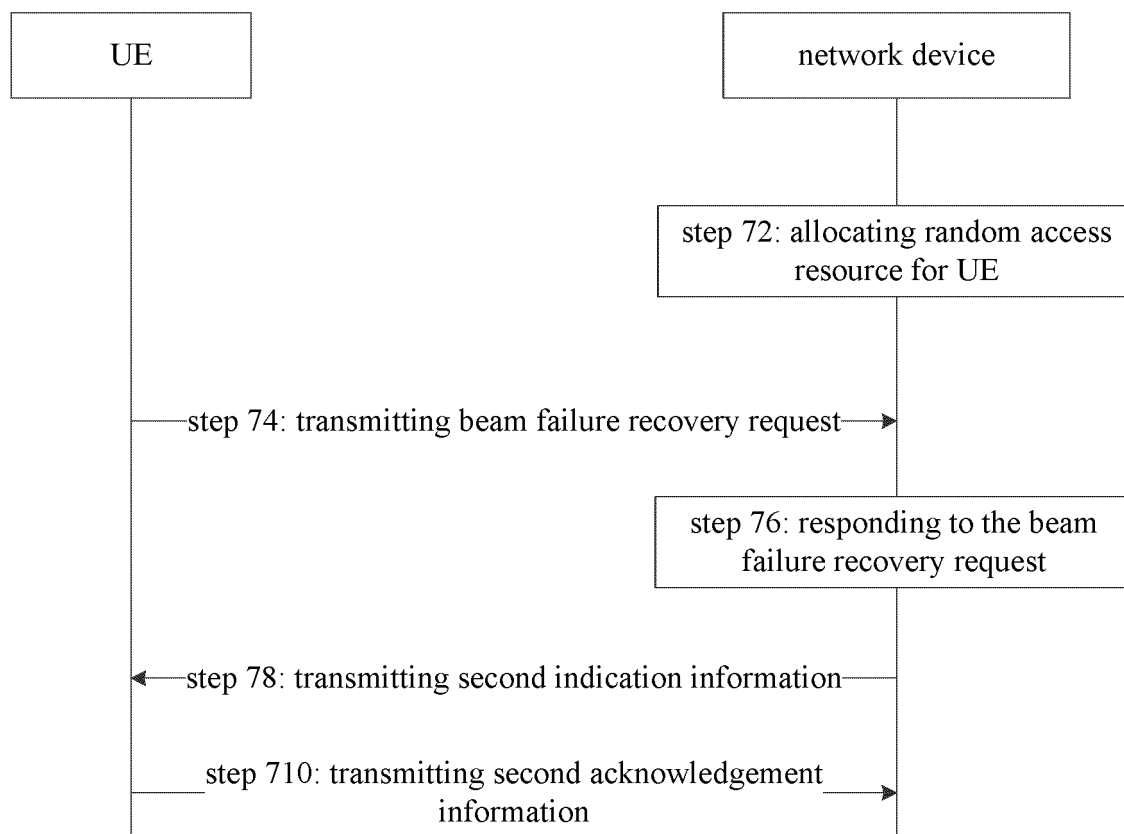 UE
network device
step 72: allocating random access
resource for UE
step 74: transmitting beam failure recovery request
step 76: responding to the beam
failure recovery request
step 78: transmitting second indication information
step 710: transmitting second acknowledgement
information